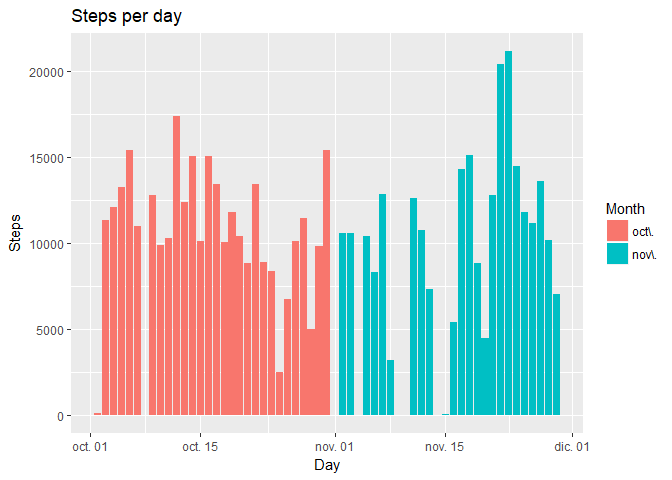 Steps per day
20000
15000
10000
5000
0
Steps
oct. 01
oct. 15
nov. 01
nov. 15
dic. 01
Day
Month
oct\.
nov\.